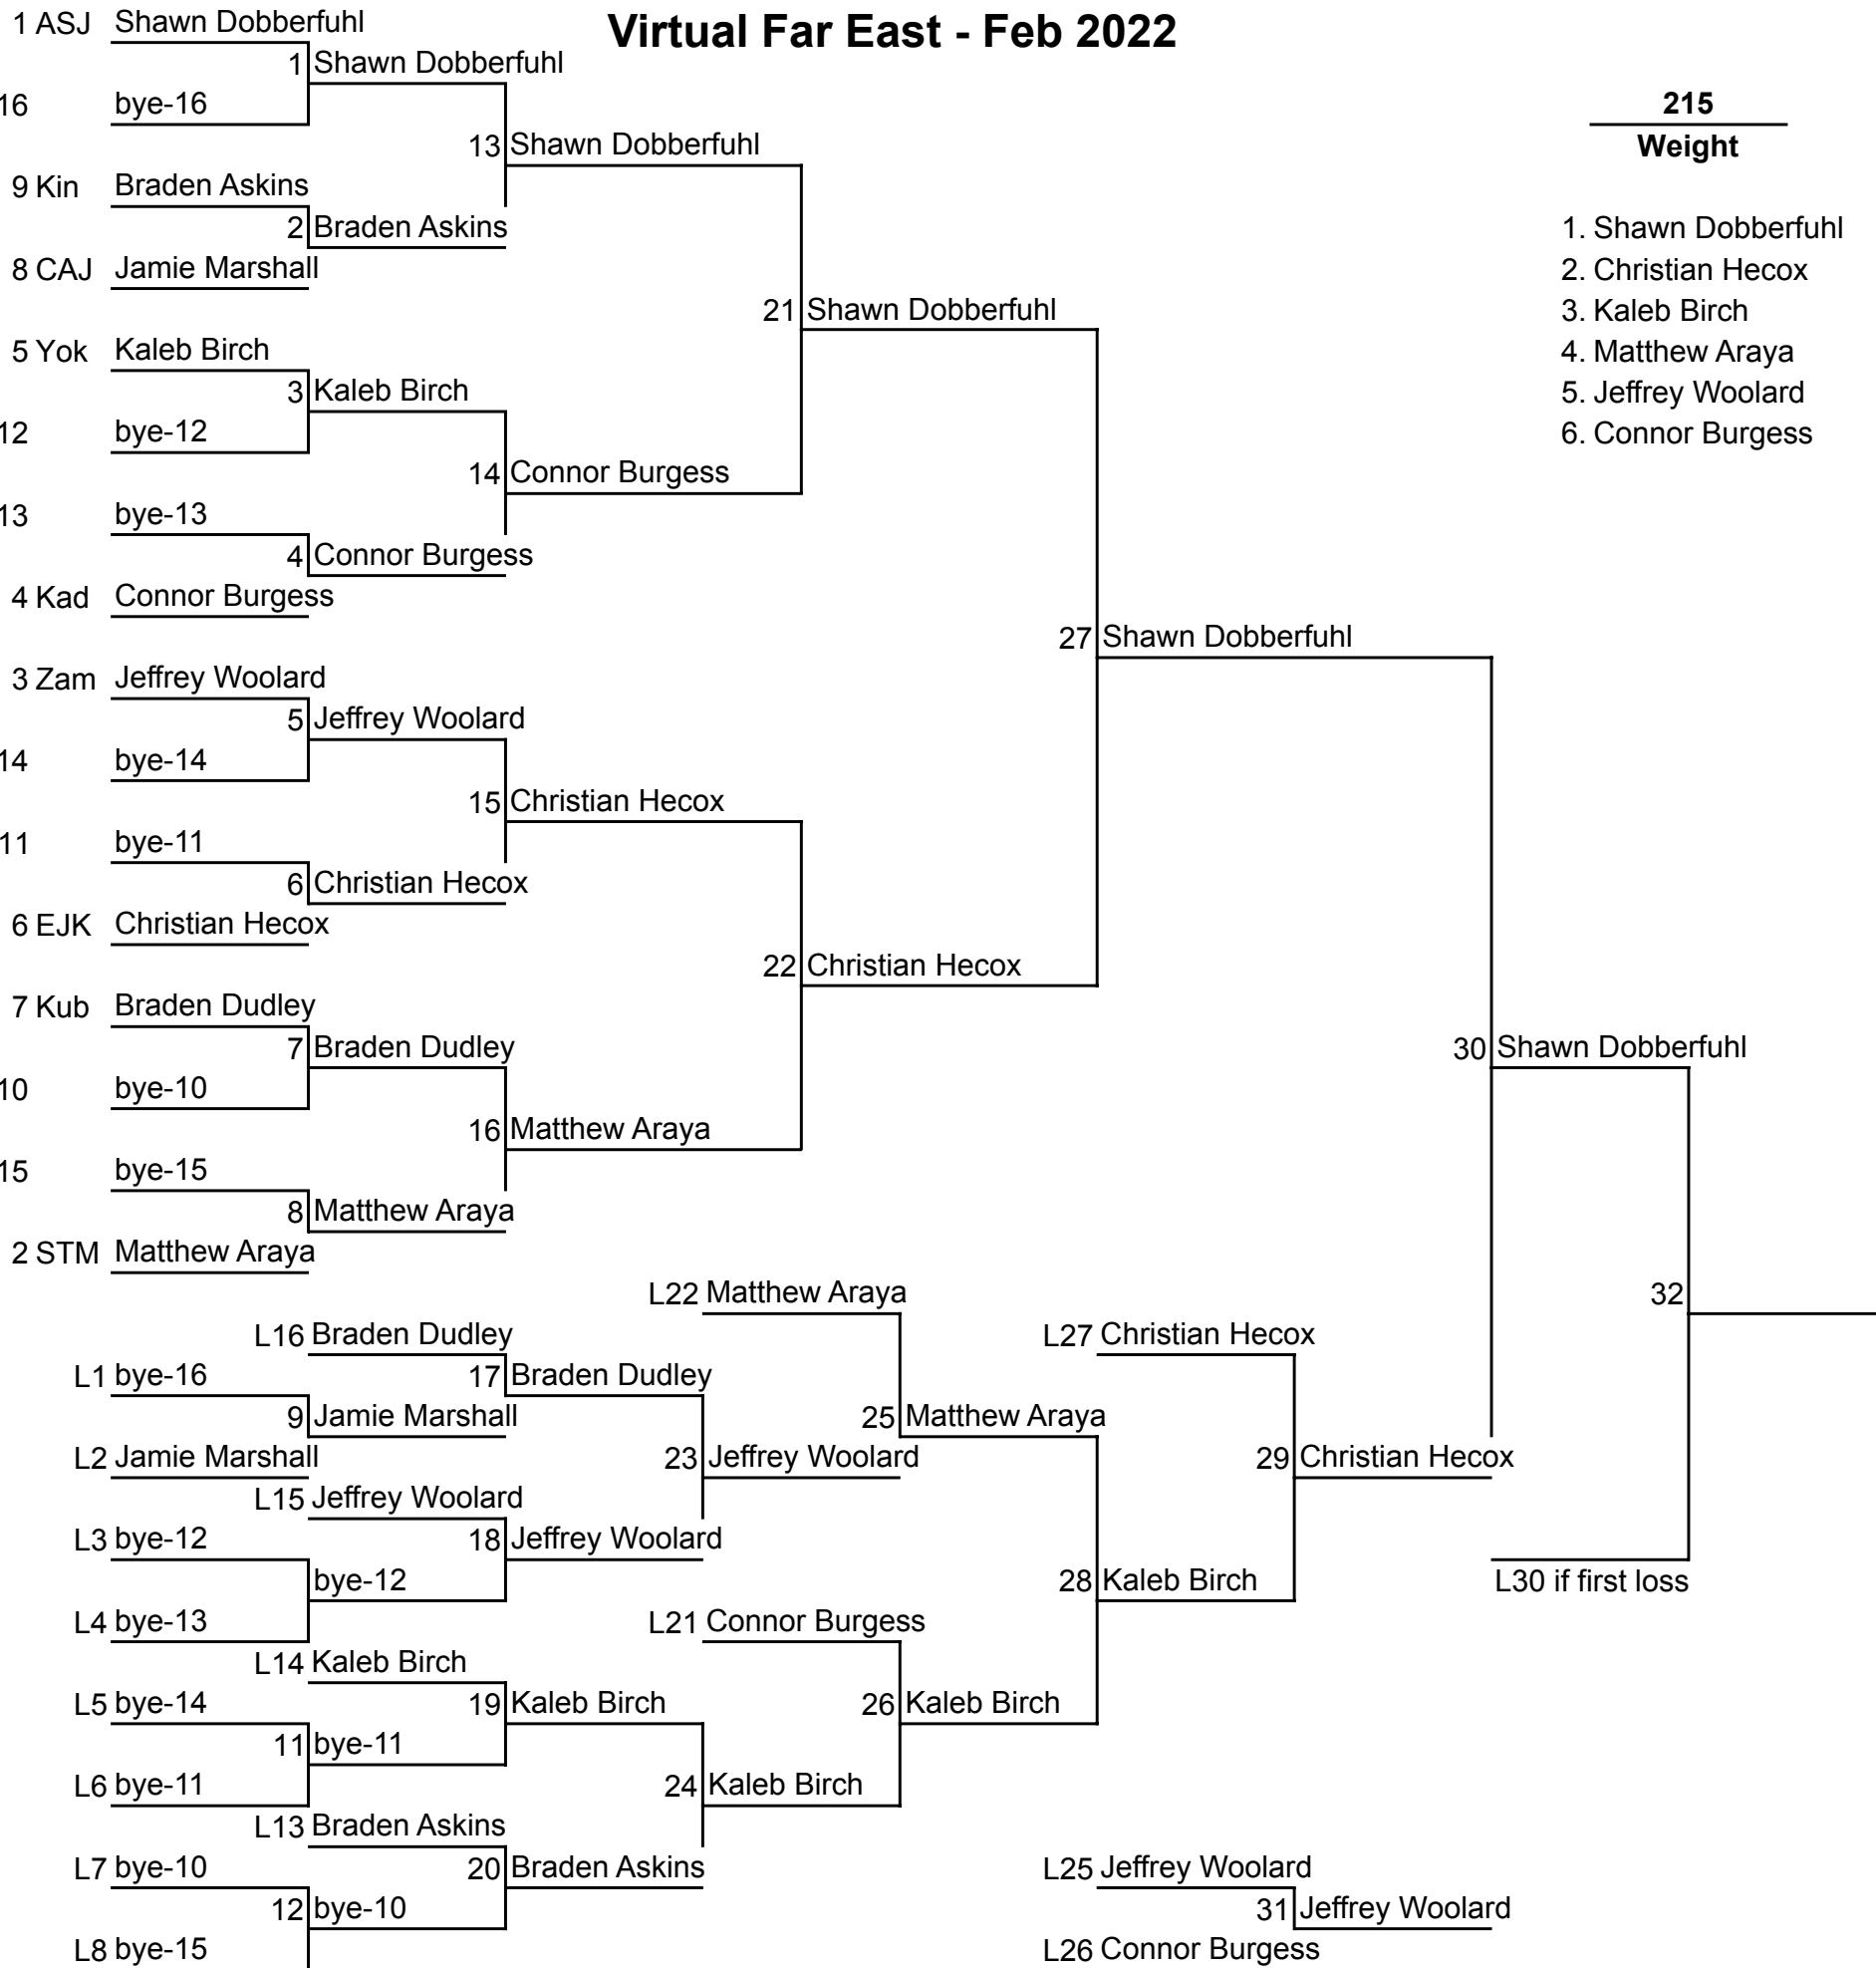 Virtual Far East - Feb 2022
1 ASJ Shawn Dobberfuhl
1 Shawn Dobberfuhl
16 bye-16
215
Weight
13 Shawn Dobberfuhl
9 Kin Braden Askins
2 Braden Askins
8 CAJ Jamie Marshall
1. Shawn Dobberfuhl
2. Christian Hecox
3. Kaleb Birch
4. Matthew Araya
5. Jeffrey Woolard
6. Connor Burgess
21 Shawn Dobberfuhl
5 Yok Kaleb Birch
3 Kaleb Birch
12 bye-12
14 Connor Burgess
13 bye-13
4 Connor Burgess
4 Kad Connor Burgess
27 Shawn Dobberfuhl
3 Zam Jeffrey Woolard
5 Jeffrey Woolard
14 bye-14
15 Christian Hecox
11 bye-11
6 Christian Hecox
6 EJK Christian Hecox
22 Christian Hecox
7 Kub Braden Dudley
7 Braden Dudley
30 Shawn Dobberfuhl
10 bye-10
16 Matthew Araya
15 bye-15
8 Matthew Araya
2 STM Matthew Araya
L22 Matthew Araya
32
L16 Braden Dudley
L27 Christian Hecox
L1 bye-16
17 Braden Dudley
9 Jamie Marshall
25 Matthew Araya
L2 Jamie Marshall
23 Jeffrey Woolard
29 Christian Hecox
L15 Jeffrey Woolard
L3 bye-12
18 Jeffrey Woolard
bye-12
28 Kaleb Birch
L30 if first loss
L4 bye-13
L21 Connor Burgess
L14 Kaleb Birch
L5 bye-14
19 Kaleb Birch
26 Kaleb Birch
11 bye-11
L6 bye-11
24 Kaleb Birch
L13 Braden Askins
L7 bye-10
20 Braden Askins
L25 Jeffrey Woolard
12 bye-10
31 Jeffrey Woolard
L8 bye-15
L26 Connor Burgess